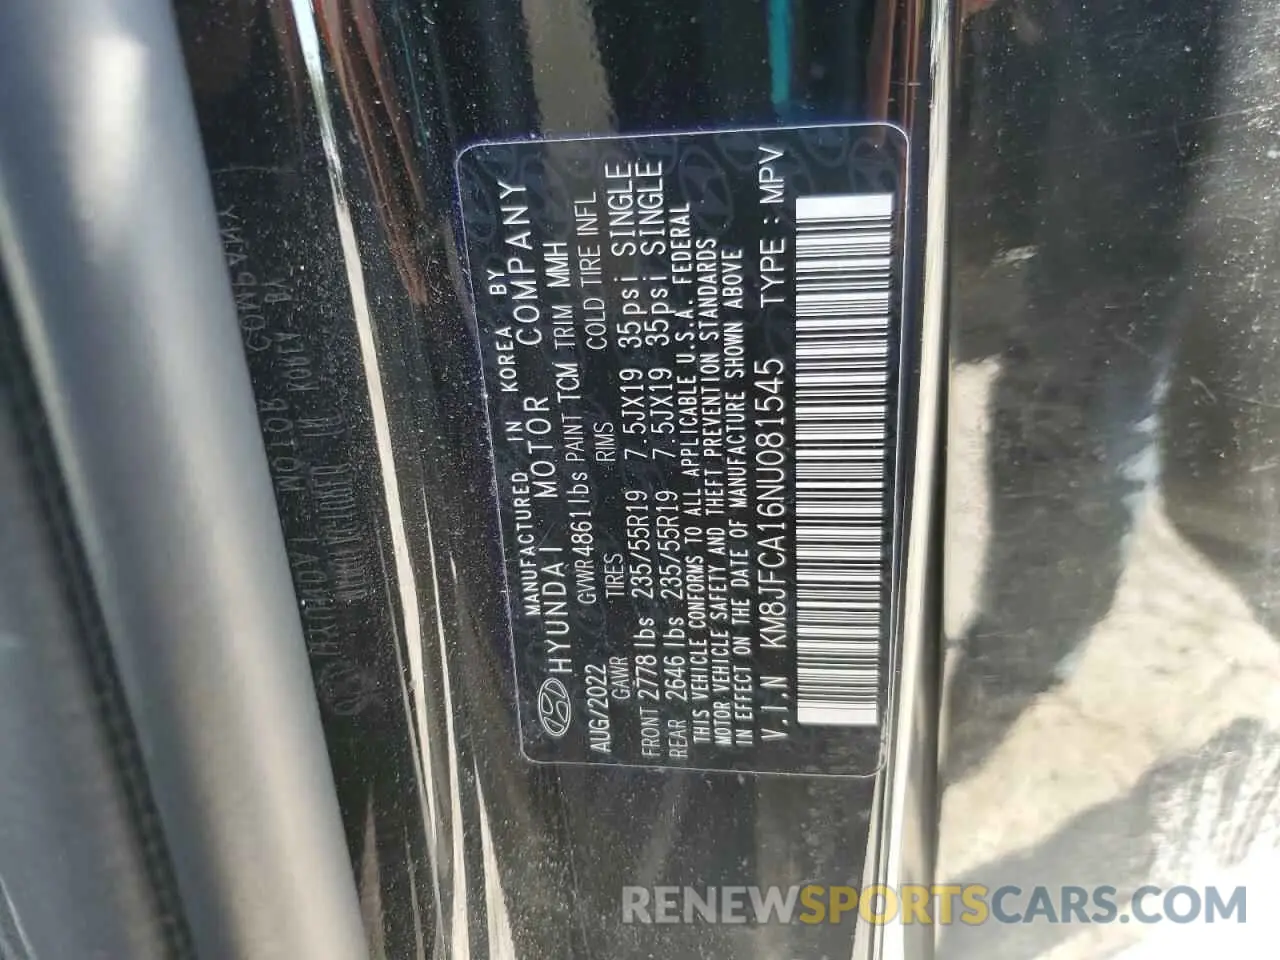 MANUFACTURED IN KOREA BY
HYUNDAI MOTOR COMPANY
AUG/2022 GVWR 4861 lbs PAINT TCM TRIM MMH
GAWR TIRES RIMS COLD TIRE INFL
FRONT 2778 lbs 235/55R19 7.5JX19 35psi SINGLE
REAR 2646 lbs 235/55R19 7.5JX19 35psi SINGLE
THIS VEHICLE CONFORMS TO ALL APPLICABLE U.S.A. FEDERAL
MOTOR VEHICLE SAFETY AND THEFT PREVENTION STANDARDS
IN EFFECT ON THE DATE OF MANUFACTURE SHOWN ABOVE
V.I.N KM8JFCA16NU081545 TYPE : MPV
RENEWSPORTSCARS.COM